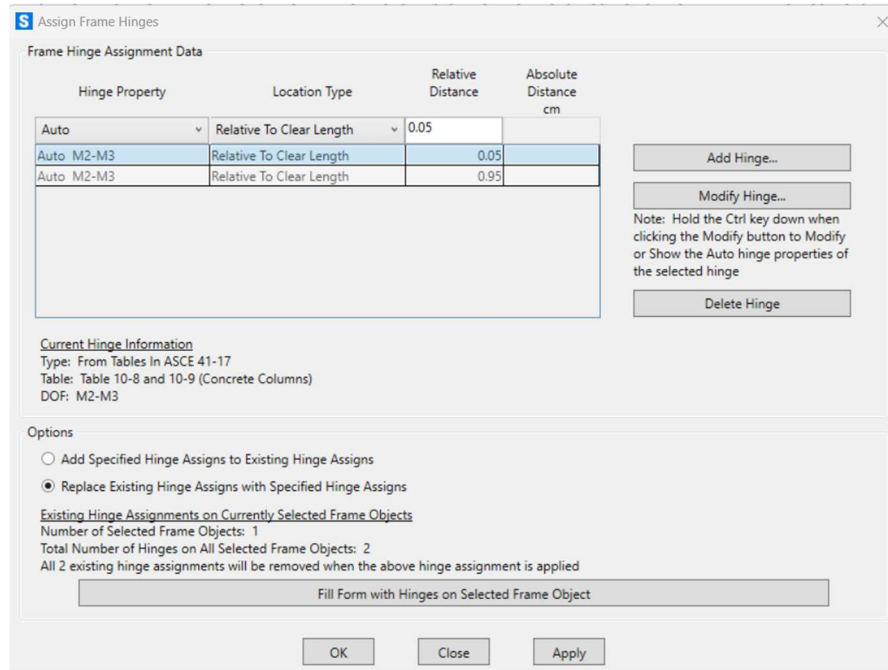 S Assign Frame Hinges
Frame Hinge Assignment Data
Hinge Property Location Type Relative Distance Absolute Distance cm
Auto Relative To Clear Length 0.05
Auto M2-M3 Relative To Clear Length 0.05
Auto M2-M3 Relative To Clear Length 0.95
Add Hinge...
Modify Hinge...
Note: Hold the Ctrl key down when
clicking the Modify button to Modify
or Show the Auto hinge properties of
the selected hinge
Delete Hinge
Current Hinge Information
Type: From Tables In ASCE 41-17
Table: Table 10-8 and 10-9 (Concrete Columns)
DOF: M2-M3
Options
Add Specified Hinge Assigns to Existing Hinge Assigns
Replace Existing Hinge Assigns with Specified Hinge Assigns
Existing Hinge Assignments on Currently Selected Frame Objects
Number of Selected Frame Objects: 1
Total Number of Hinges on All Selected Frame Objects: 2
All 2 existing hinge assignments will be removed when the above hinge assignment is applied
Fill Form with Hinges on Selected Frame Object
OK Close Apply